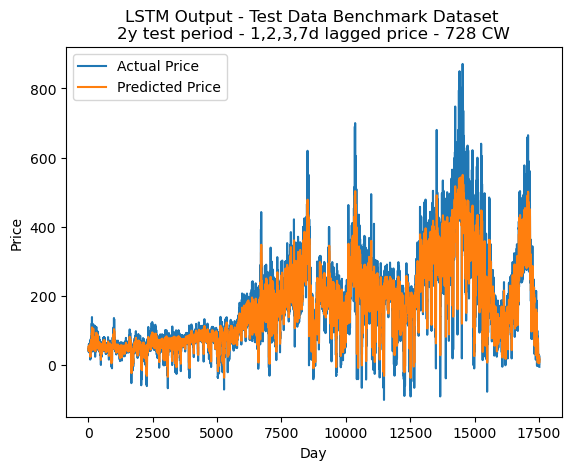 LSTM Output - Test Data Benchmark Dataset
2y test period - 1,2,3,7d lagged price - 728 CW
Actual Price
Predicted Price
800
600
400
200
0
Price
0 2500 5000 7500 10000 12500 15000 17500
Day